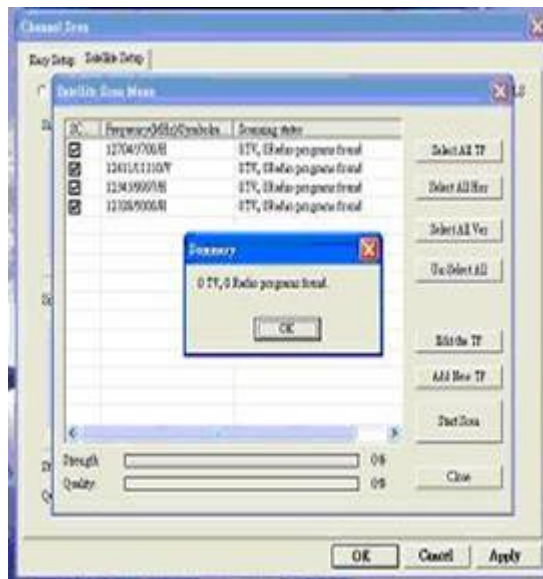 Channel Scan
Easy Setup
Satellite Setup
Satellite Scan Menu
SC...
Frequency(MHz)/Symbolra
Scanning status
0 TV, 0 Radio programs found
0 TV, 0 Radio programs found
0 TV, 0 Radio programs found
0 TV, 0 Radio programs found
Select All TP
Select All Hor
Select All Ver
Un-Select All
Edit the TP
Add New TP
Start Scan
Close
Summary
0 TV, 0 Radio programs found.
OK
Strength
0%
Quality
0%
OK
Cancel
Apply